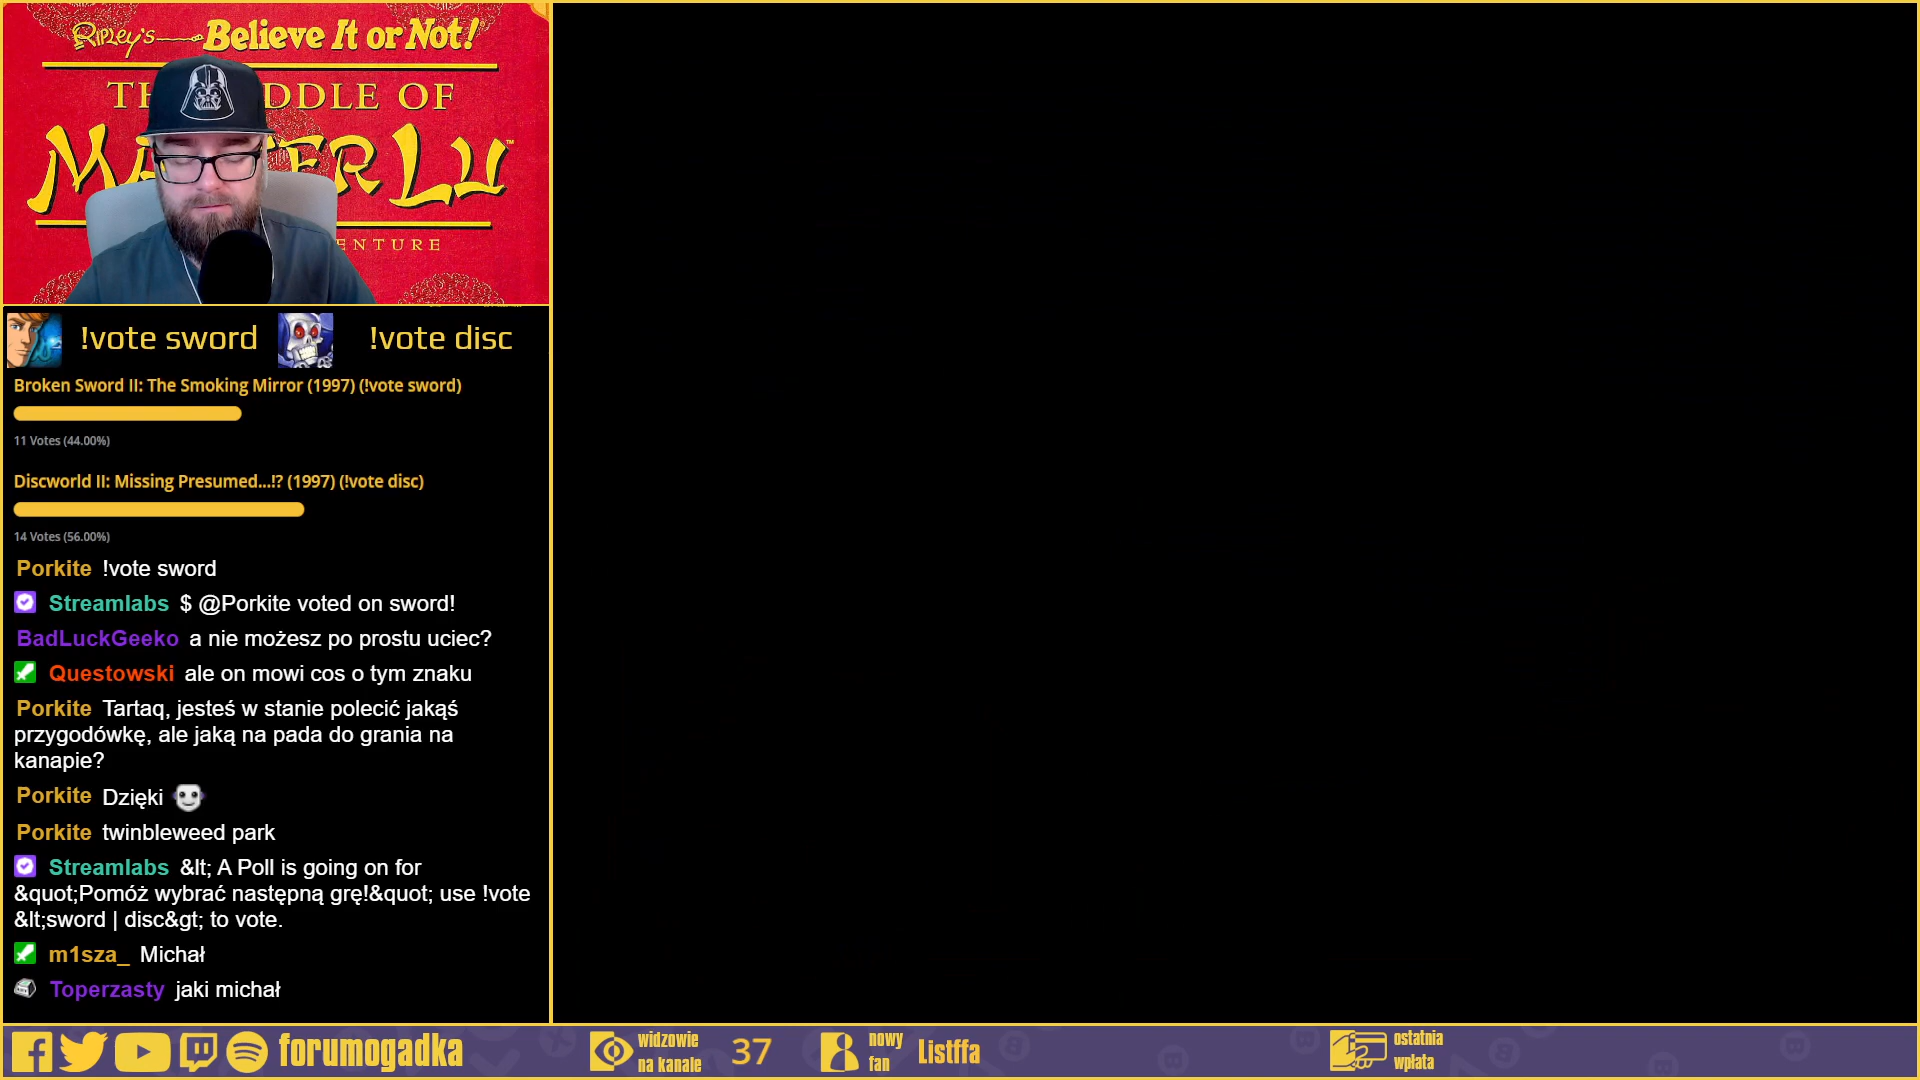 RIPLEY'S Believe It or Not!
DDLE OF
LU™
ENTURE
!vote sword !vote disc
Broken Sword II: The Smoking Mirror (1997) (!vote sword)
11 Votes (44.00%)
Discworld II: Missing Presumed...!? (1997) (!vote disc)
14 Votes (56.00%)
Porkite !vote sword
Streamlabs $ @Porkite voted on sword!
BadLuckGeeko a nie możesz po prostu uciec?
Questowski ale on mowi cos o tym znaku
Porkite Tartaq, jesteś w stanie polecić jakąś
przygodówkę, ale jaką na pada do grania na
kanapie?
Porkite Dzięki
Porkite twinbleweed park
Streamlabs &lt; A Poll is going on for
&quot;Pomóż wybrać następną grę!&quot; use !vote
&lt;sword | disc&gt; to vote.
m1sza_ Michał
Toperzasty jaki michał
forumogadka
widzowie
na kanale
37
nowy
fan
Listffa
ostatnia
wpłata